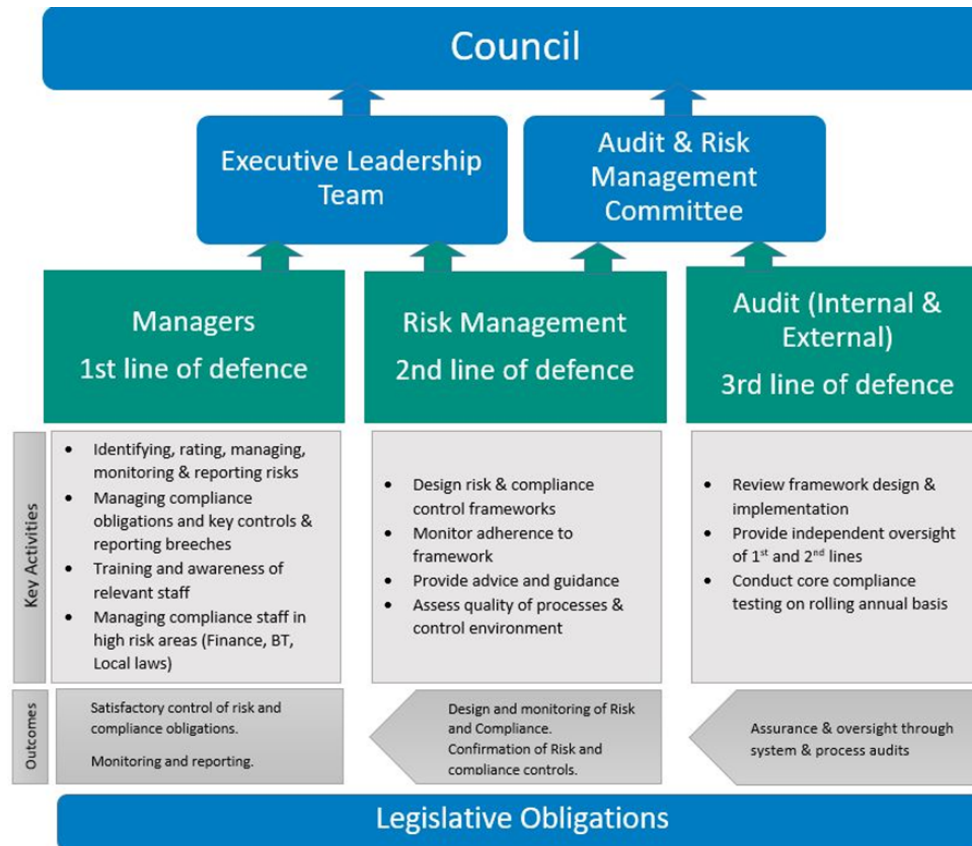 Council
Executive Leadership
Team
Audit & Risk
Management
Committee
Managers
1st line of defence
Risk Management
2nd line of defence
Audit (Internal &
External)
3rd line of defence
Key Activities
• Identifying, rating, managing,
monitoring & reporting risks
• Managing compliance
obligations and key controls &
reporting breeches
• Training and awareness of
relevant staff
• Managing compliance staff in
high risk areas (Finance, BT,
Local laws)
• Design risk & compliance
control frameworks
• Monitor adherence to
framework
• Provide advice and guidance
• Assess quality of processes &
control environment
• Review framework design &
implementation
• Provide independent oversight
of 1st and 2nd lines
• Conduct core compliance
testing on rolling annual basis
Outcomes
Satisfactory control of risk and
compliance obligations.
Monitoring and reporting.
Design and monitoring of Risk
and Compliance.
Confirmation of Risk and
compliance controls.
Assurance & oversight through
system & process audits
Legislative Obligations